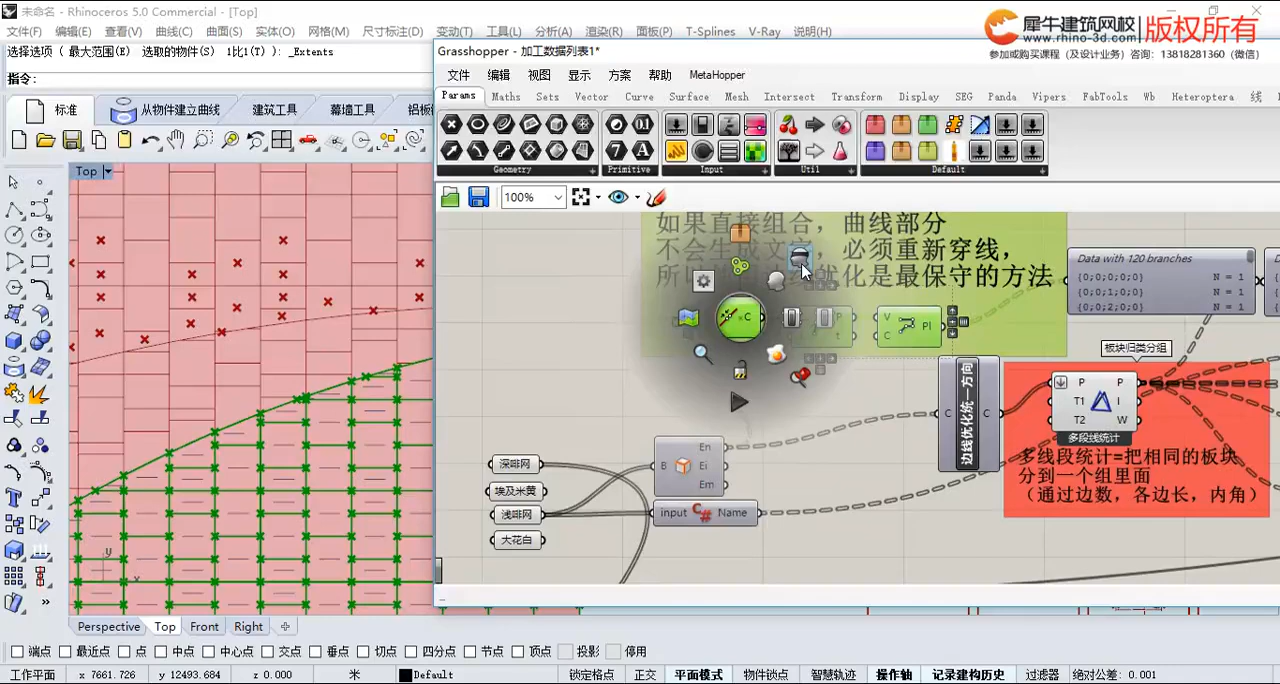 未命名 - Rhinoceros 5.0 Commercial - [Top]
文件(F) 编辑(E) 查看(V) 曲线(C) 曲面(S) 实体(O) 网格(M) 尺寸标注(D) 变动(T) 工具(L) 分析(A) 渲染(R) 面板(P) T-Splines V-Ray 说明(H)
犀牛建筑网校
www.rhino-3d.com
版权所有
参加或购买课程（及设计业务）咨询：13818281360（微信）
选择选项 ( 最大范围(E) 选取的物件(S) 1比1(T) ): _Extents
指令:
Grasshopper - 加工数据列表1*
文件 编辑 视图 显示 方案 帮助 MetaHopper
Params Maths Sets Vector Curve Surface Mesh Intersect Transform Display SEG Panda Vipers FabTools Wb Heteroptera 线
标准 从物件建立曲线 建筑工具 幕墙工具 铝板
Geometry Primitive Input Util Default
100%
Top
如果直接组合，曲线部分
不会生成文字，必须重新穿线，
优化是最保守的方法
Data with 120 branches
{0;0;0;0;0} N = 1
{0;0;1;0;0} N = 1
{0;0;2;0;0} N = 1
C
P
t
V
C
Pl
板块归类分组
边线优化统一方向
C
C
P
T1
T2
P
I
W
多段线统计
多线段统计=把相同的板块
分到一个组里面
（通过边数，各边长，内角）
深啡网
埃及米黄
浅啡网
大花白
B
En
Ei
Em
input C# Name
y
x
Perspective Top Front Right
端点 最近点 点 中点 中心点 交点 垂点 切点 四分点 节点 顶点 投影 停用
工作平面 x 7661.726 y 12493.684 z 0.000 米 Default 锁定格点 正交 平面模式 物件锁点 智慧轨迹 操作轴 记录建构历史 过滤器 绝对公差: 0.001